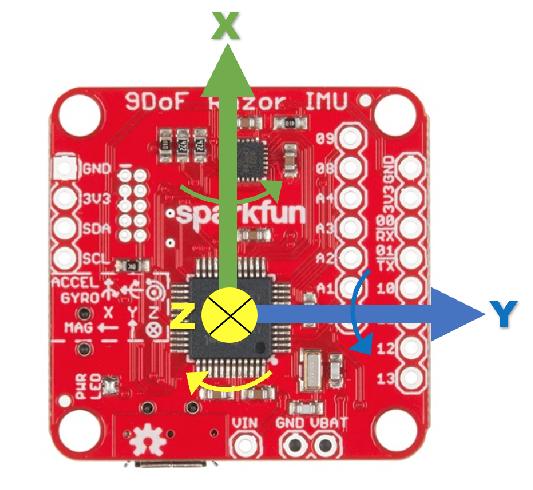 X
9DoF Razor IMU
09
GND
08
GND
3V3
A4
3V3
sparkfun
00
RX
SDA
A3
01
TX
SCL
A2
ACCEL
GYRO
A1
10
X Y Z
Z
Y
MAG
12
PWR
LED
13
VIN
GND VBAT